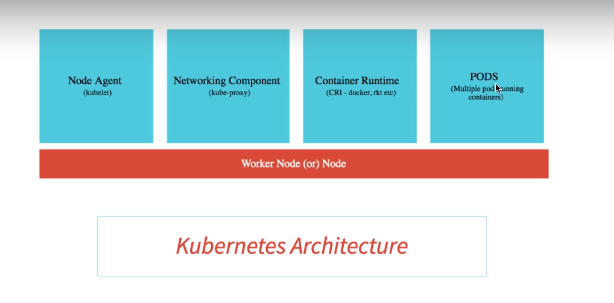 Node Agent
(kubelet)
Networking Component
(kube-proxy)
Container Runtime
(CRI - docker, rkt etc)
PODS
(Multiple pod running
containers)
Worker Node (or) Node
Kubernetes Architecture